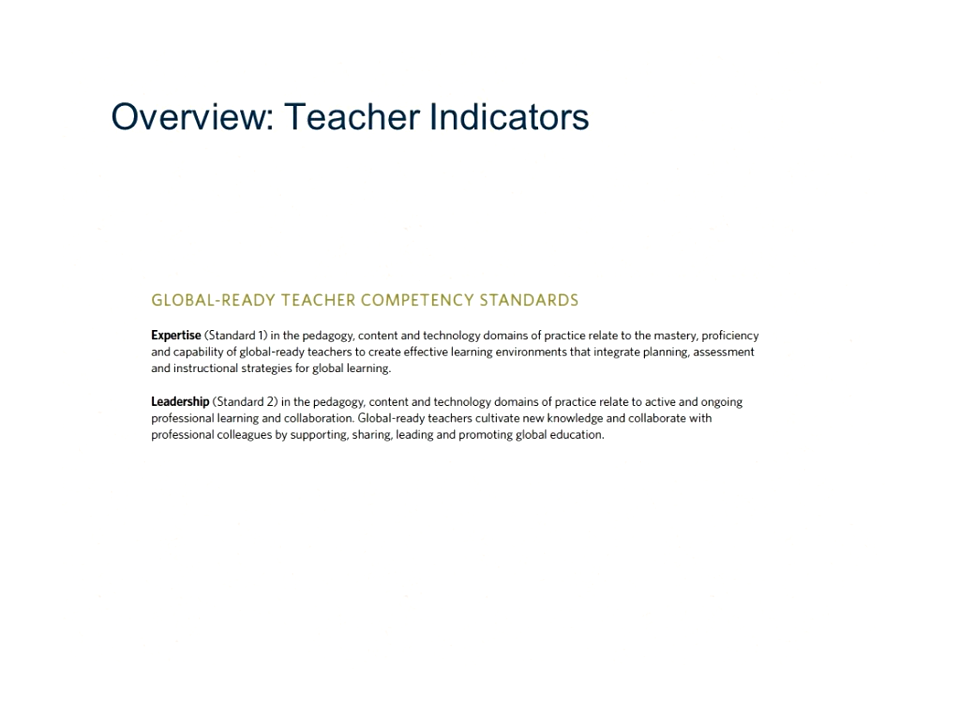 Overview: Teacher Indicators
GLOBAL-READY TEACHER COMPETENCY STANDARDS
Expertise (Standard 1) in the pedagogy, content and technology domains of practice relate to the mastery, proficiency
and capability of global-ready teachers to create effective learning environments that integrate planning, assessment
and instructional strategies for global learning.
Leadership (Standard 2) in the pedagogy, content and technology domains of practice relate to active and ongoing
professional learning and collaboration. Global-ready teachers cultivate new knowledge and collaborate with
professional colleagues by supporting, sharing, leading and promoting global education.